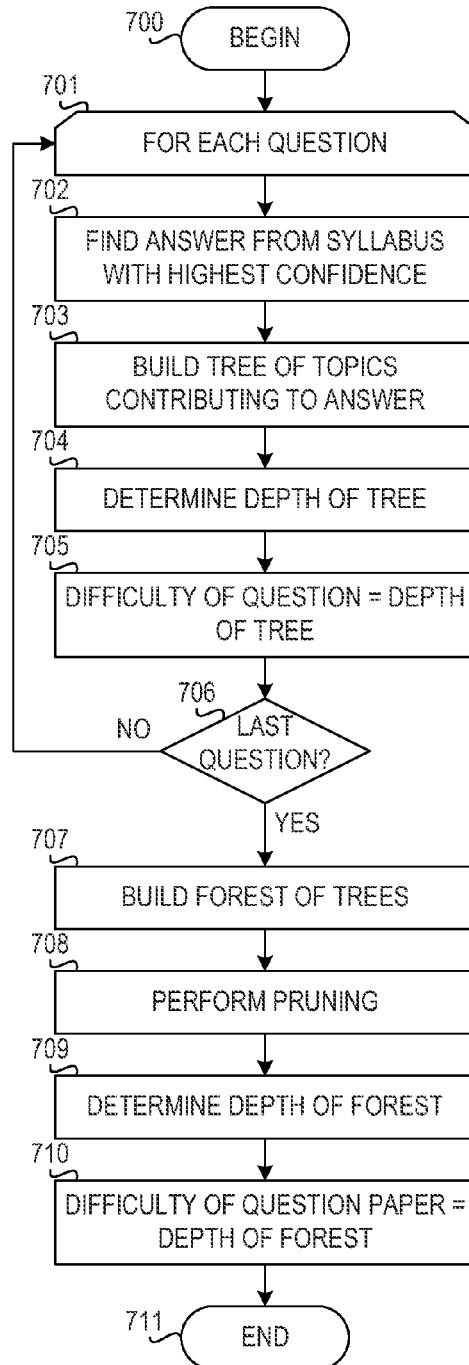 700
BEGIN
701
FOR EACH QUESTION
702
FIND ANSWER FROM SYLLABUS
WITH HIGHEST CONFIDENCE
703
BUILD TREE OF TOPICS
CONTRIBUTING TO ANSWER
704
DETERMINE DEPTH OF TREE
705
DIFFICULTY OF QUESTION = DEPTH
OF TREE
706
NO
LAST
QUESTION?
YES
707
BUILD FOREST OF TREES
708
PERFORM PRUNING
709
DETERMINE DEPTH OF FOREST
710
DIFFICULTY OF QUESTION PAPER =
DEPTH OF FOREST
711
END